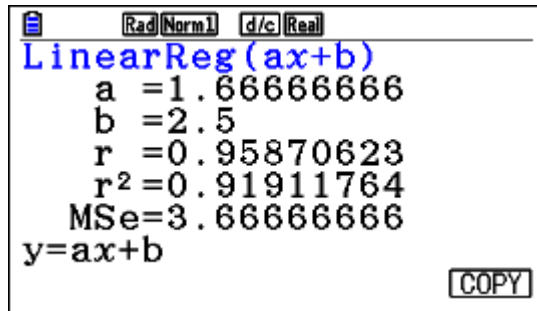 Rad Norm1 d/c Real
LinearReg(ax+b)
a =1.66666666
b =2.5
r =0.95870623
r²=0.91911764
MSe=3.66666666
y=ax+b
COPY